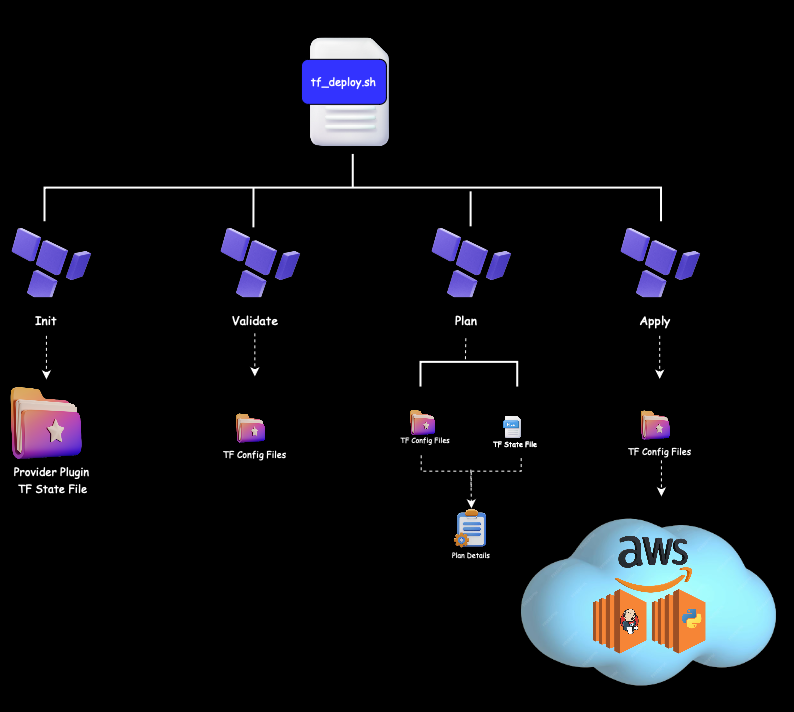 tf_deploy.sh
Init
Validate
Plan
Apply
Provider Plugin
TF State File
TF Config Files
TF Config Files
TF State File
TF Config Files
Plan Details
aws